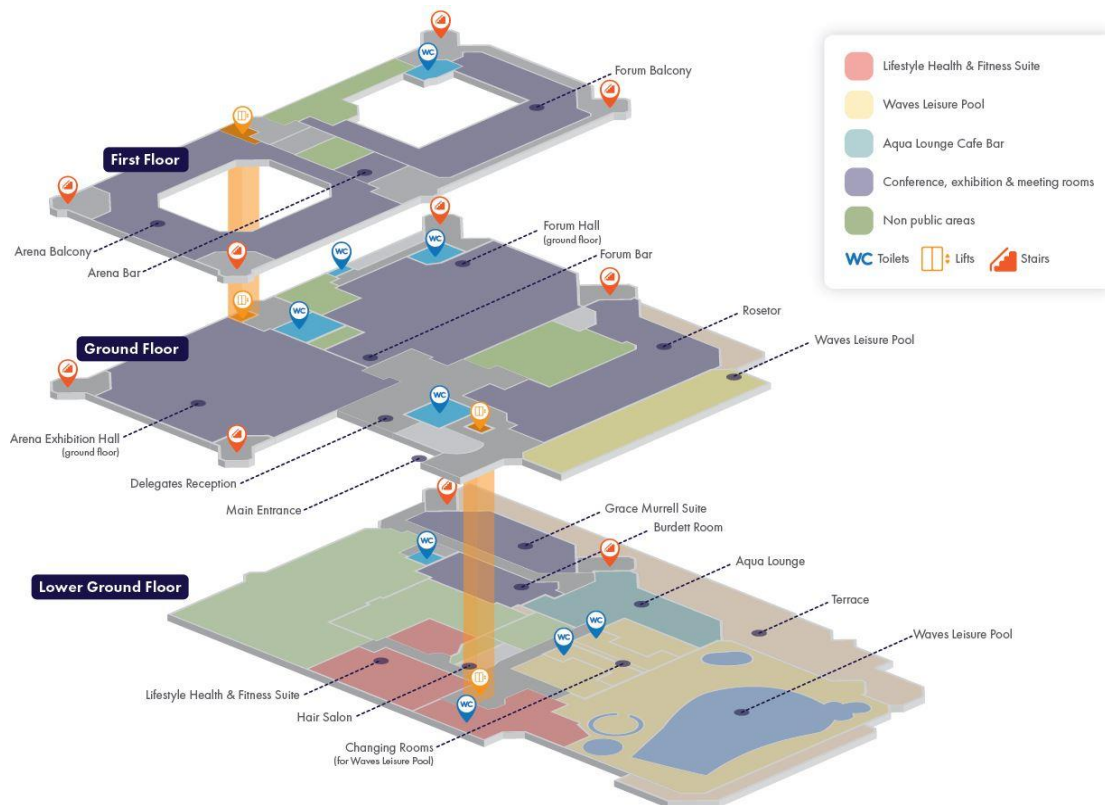 WC
Forum Balcony
First Floor
Arena Balcony
Arena Bar
WC
WC
Forum Hall
(ground floor)
Forum Bar
WC
Ground Floor
Rosetor
Waves Leisure Pool
WC
Arena Exhibition Hall
(ground floor)
Delegates Reception
Main Entrance
Grace Murrell Suite
Burdett Room
WC
Aqua Lounge
Lower Ground Floor
Terrace
WC
WC
Waves Leisure Pool
Lifestyle Health & Fitness Suite
WC
Hair Salon
Changing Rooms
(for Waves Leisure Pool)
Lifestyle Health & Fitness Suite
Waves Leisure Pool
Aqua Lounge Cafe Bar
Conference, exhibition & meeting rooms
Non public areas
WC Toilets Lifts Stairs